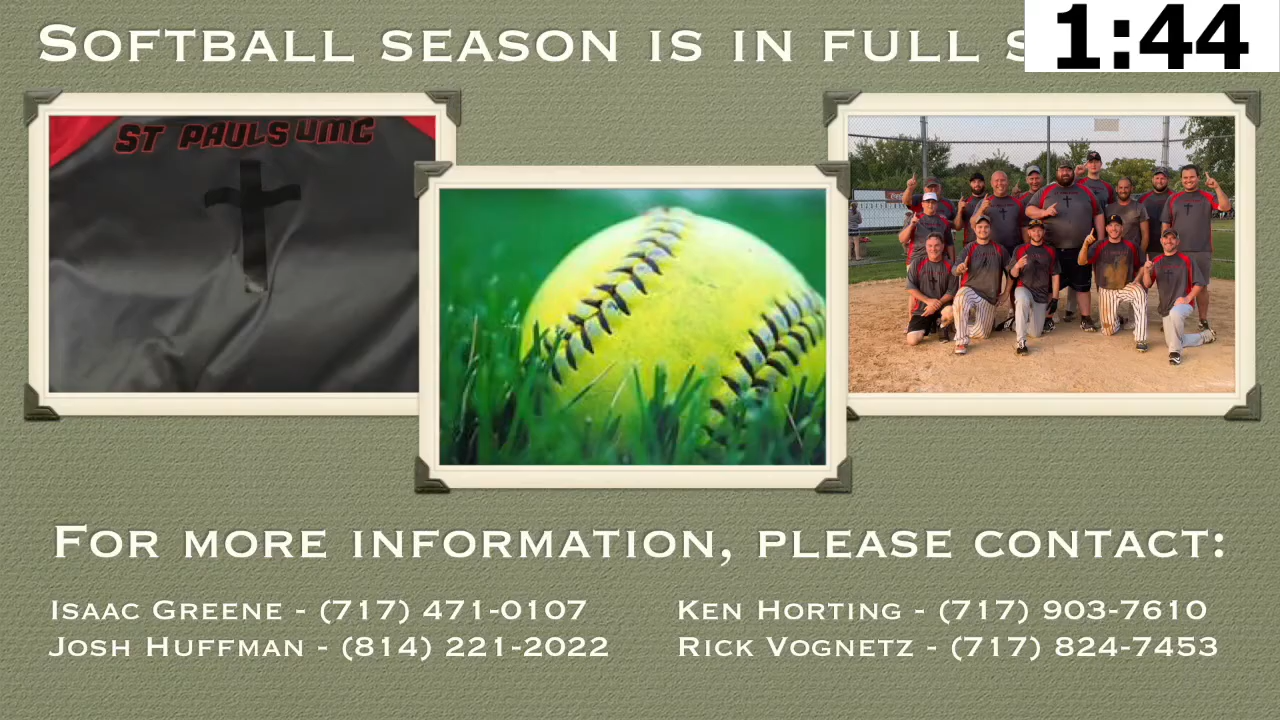 Softball season is in full s
1:44
ST PAULS UMC
For more information, please contact:
Isaac Greene - (717) 471-0107
Ken Horting - (717) 903-7610
Josh Huffman - (814) 221-2022
Rick Vognetz - (717) 824-7453